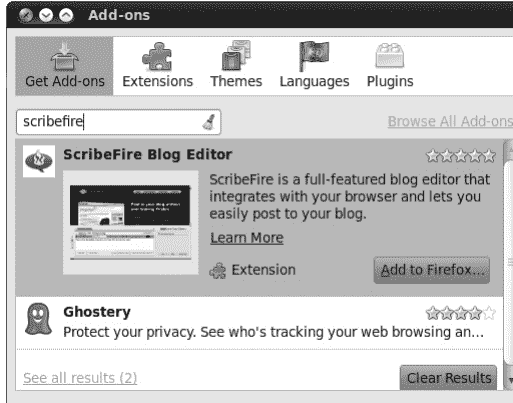 Add-ons
Get Add-ons Extensions Themes Languages Plugins
scribefire
Browse All Add-ons
ScribeFire Blog Editor
ScribeFire is a full-featured blog editor that
integrates with your browser and lets you
easily post to your blog.
Learn More
Extension
Add to Firefox...
Ghostery
Protect your privacy. See who's tracking your web browsing an...
See all results (2)
Clear Results